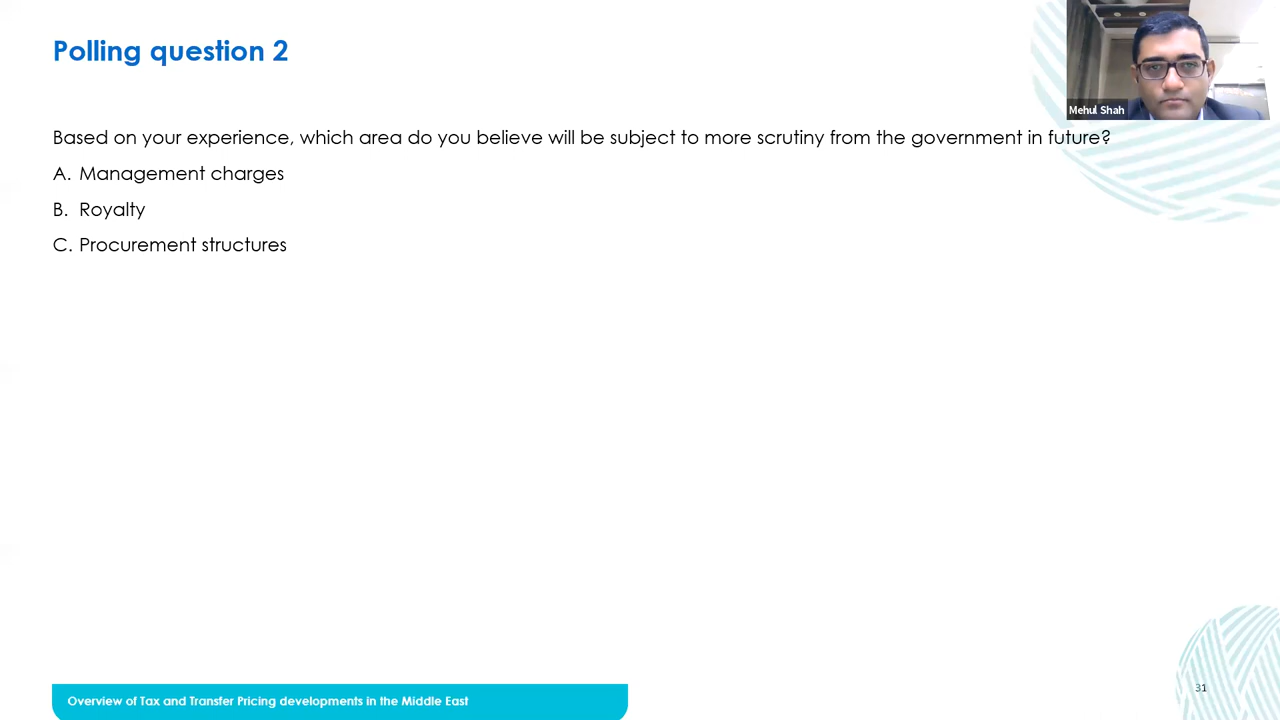 Polling question 2
Mehul Shah
Based on your experience, which area do you believe will be subject to more scrutiny from the government in future?
A. Management charges
B. Royalty
C. Procurement structures
Overview of Tax and Transfer Pricing developments in the Middle East
31